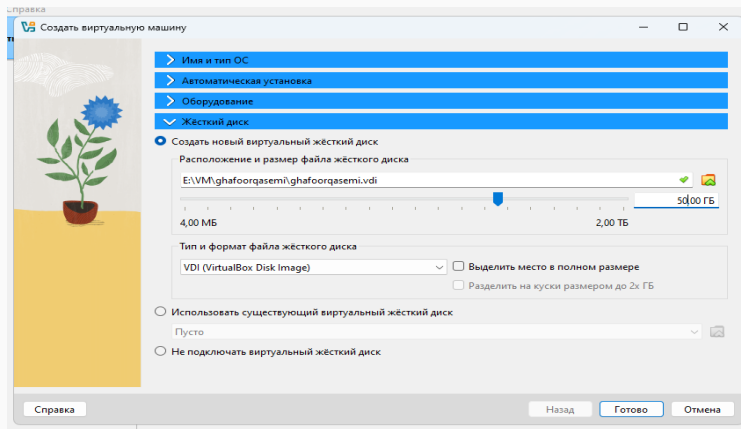 Справка
Создать виртуальную машину
Имя и тип ОС
Автоматическая установка
Оборудование
Жёсткий диск
Создать новый виртуальный жёсткий диск
Расположение и размер файла жёсткого диска
E:\VM\ghafoorqasemi\ghafoorqasemi.vdi
50,00 ГБ
4,00 МБ 2,00 ТБ
Тип и формат файла жёсткого диска
VDI (VirtualBox Disk Image) Выделить место в полном размере
Разделить на куски размером до 2х ГБ
Использовать существующий виртуальный жёсткий диск
Пусто
Не подключать виртуальный жёсткий диск
Справка Назад Готово Отмена